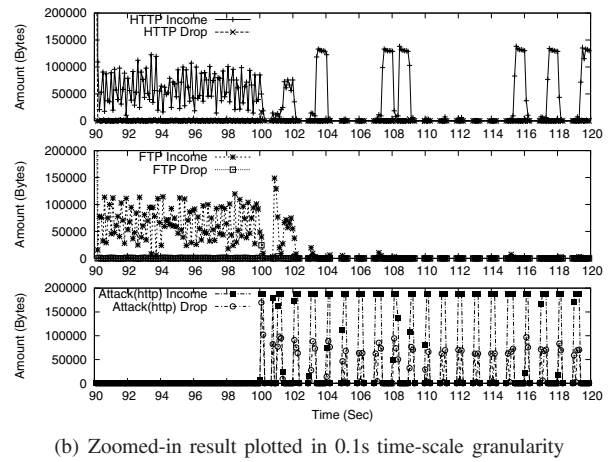 200000
150000
100000
50000
0
Amount (Bytes)
HTTP Income
HTTP Drop
90 92 94 96 98 100 102 104 106 108 110 112 114 116 118 120
200000
150000
100000
50000
0
Amount (Bytes)
FTP Income
FTP Drop
90 92 94 96 98 100 102 104 106 108 110 112 114 116 118 120
200000
150000
100000
50000
0
Amount (Bytes)
Attack(http) Income
Attack(http) Drop
90 92 94 96 98 100 102 104 106 108 110 112 114 116 118 120
Time (Sec)
(b) Zoomed-in result plotted in 0.1s time-scale granularity